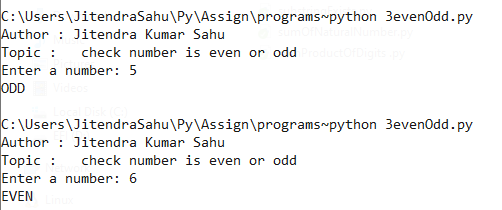 C:\Users\JitendraSahu\Py\Assign\programs~python 3evenOdd.py
Author : Jitendra Kumar Sahu
Topic :   check number is even or odd
Enter a number: 5
ODD
C:\Users\JitendraSahu\Py\Assign\programs~python 3evenOdd.py
Author : Jitendra Kumar Sahu
Topic :   check number is even or odd
Enter a number: 6
EVEN